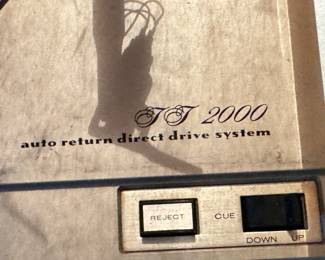 TT 2000
auto return direct drive system
REJECT CUE
DOWN UP